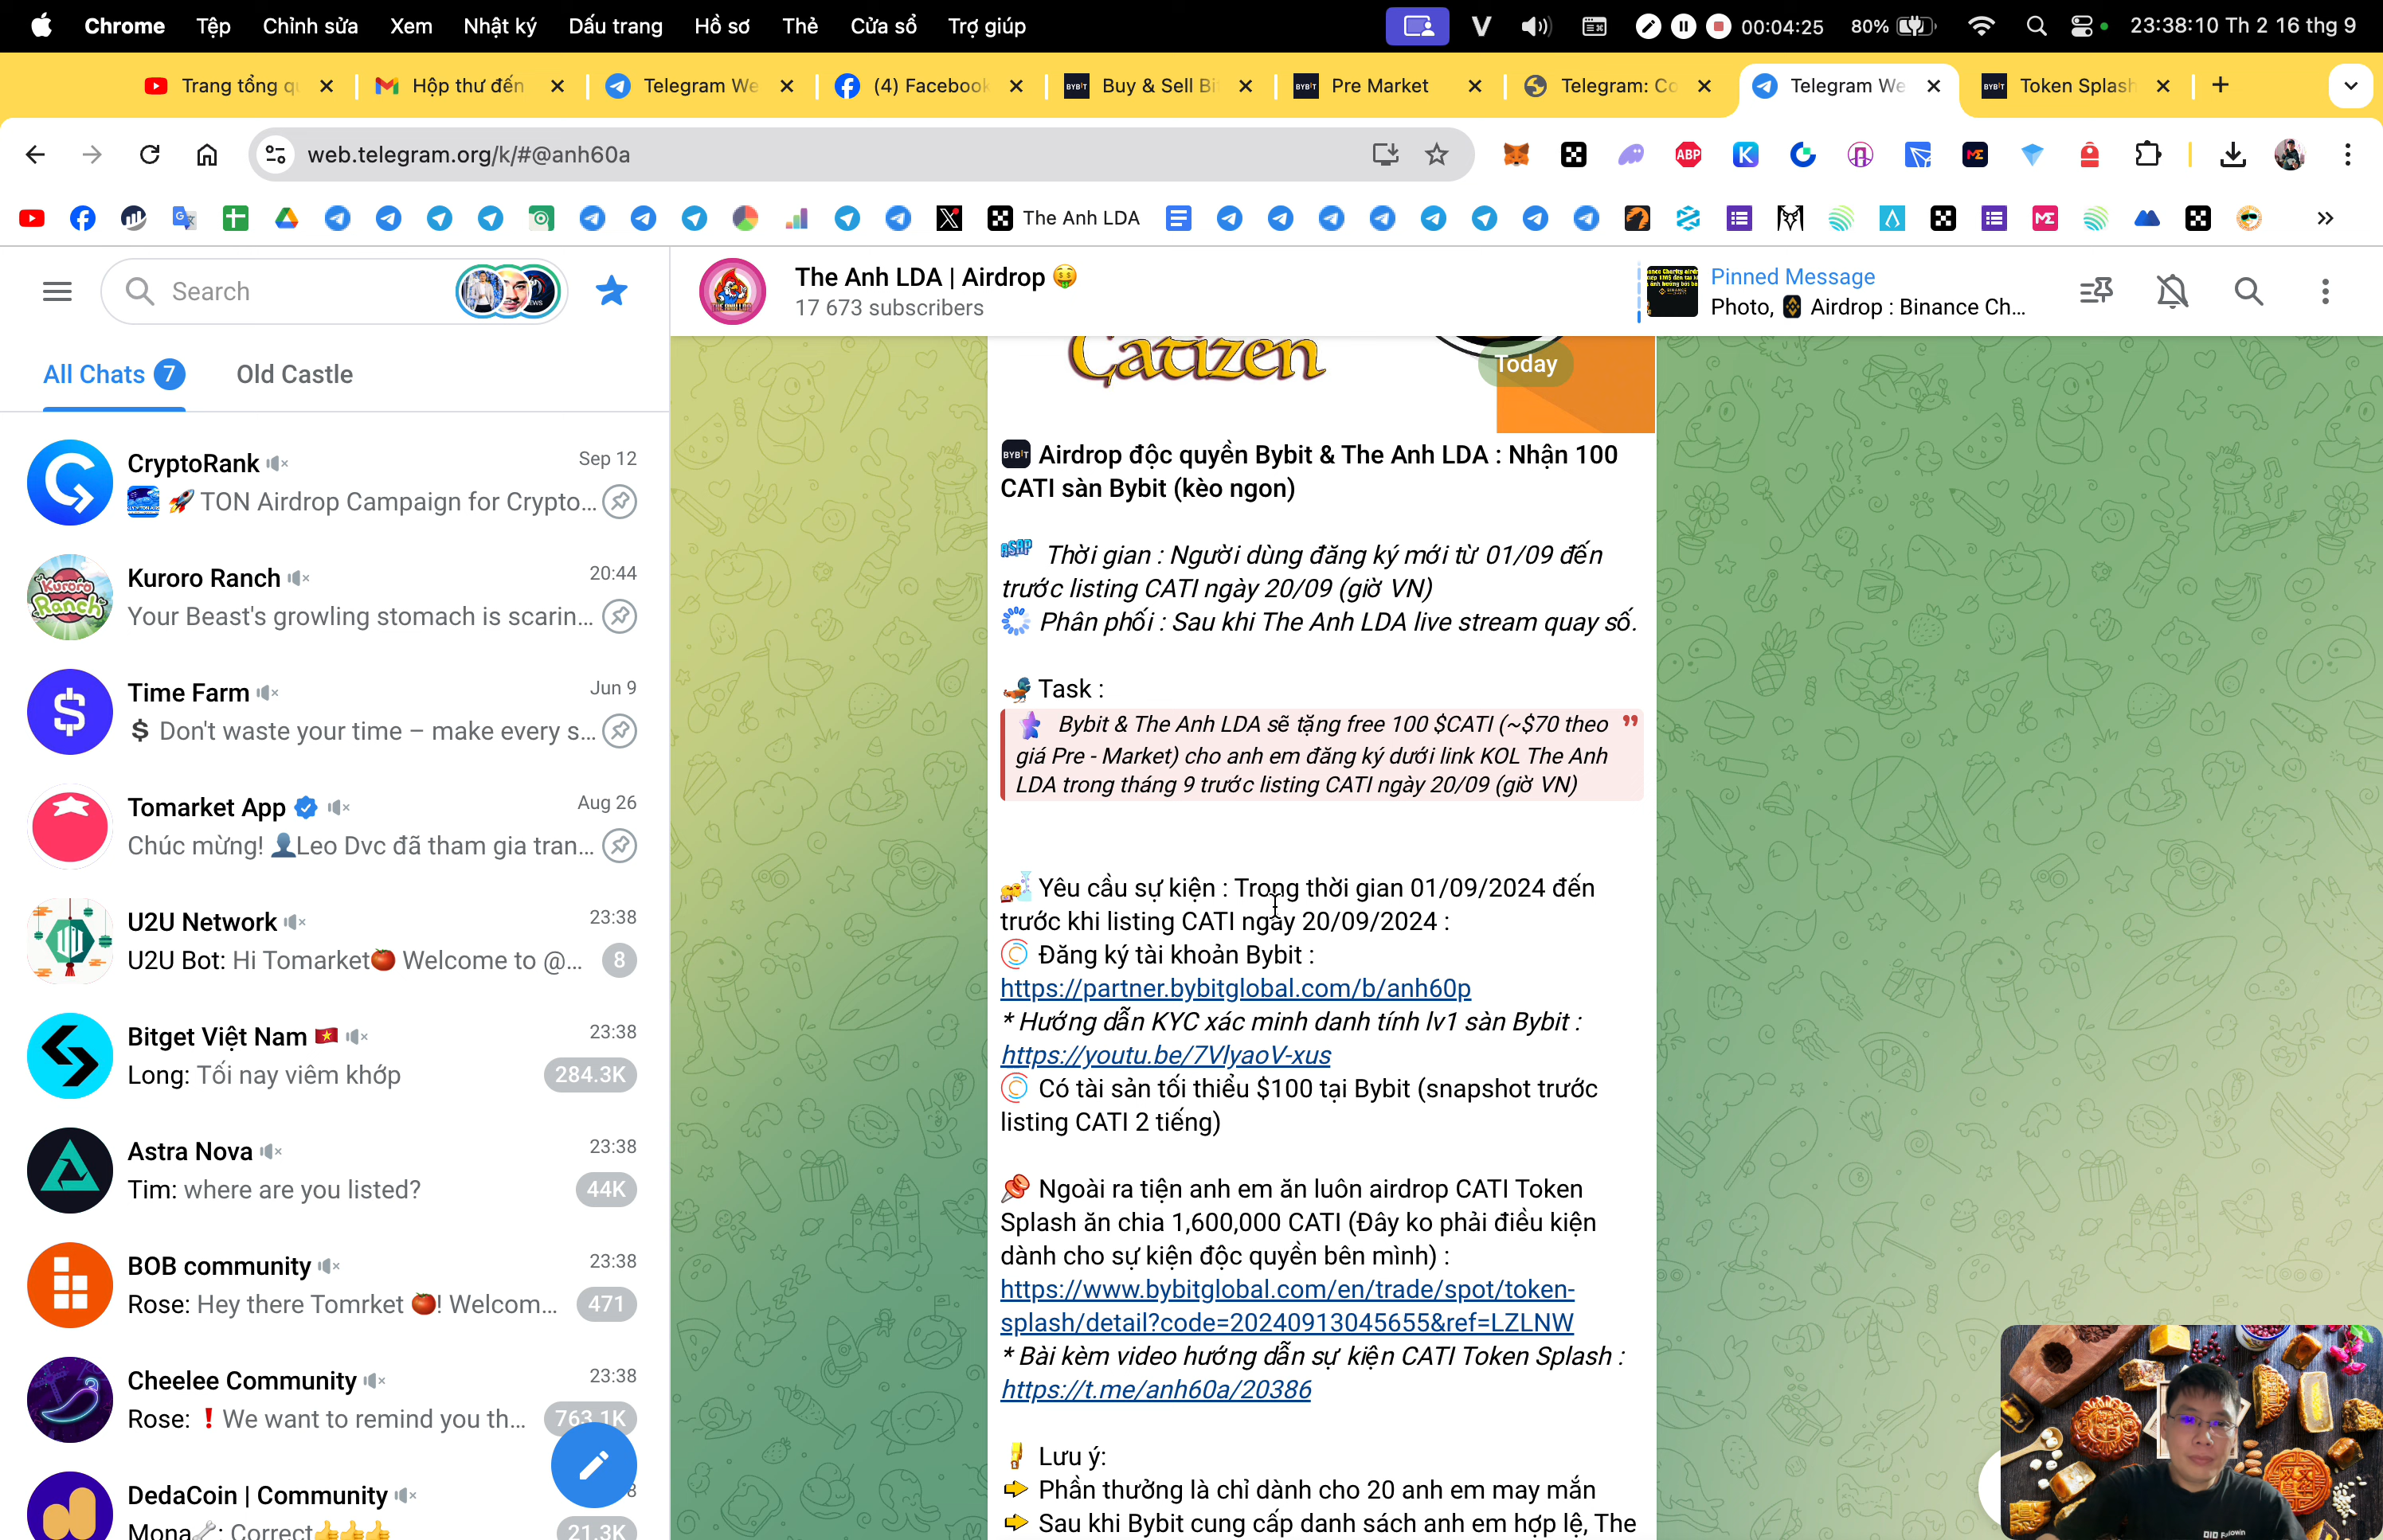 Chrome Tệp Chỉnh sửa Xem Nhật ký Dấu trang Hồ sơ Thẻ Cửa sổ Trợ giúp 00:04:25 80% 23:38:10 Th 2 16 thg 9
Trang tổng Hộp thư đến Telegram We (4) Facebook Buy & Sell Bi Pre Market Telegram: Co Telegram We Token Splash
web.telegram.org/k/#@anh60a
The Anh LDA
Search
The Anh LDA | Airdrop 🤑
17 673 subscribers
Pinned Message
Photo, Airdrop : Binance Ch...
All Chats 7 Old Castle
CryptoRank Sep 12
🚀 TON Airdrop Campaign for Crypto...
Kuroro Ranch 20:44
Your Beast's growling stomach is scarin...
Time Farm Jun 9
$ Don't waste your time – make every s...
Tomarket App Aug 26
Chúc mừng! 👤Leo Dvc đã tham gia tran...
U2U Network 23:38
U2U Bot: Hi Tomarket🍅 Welcome to @... 8
Bitget Việt Nam 🇻🇳 23:38
Long: Tối nay viêm khớp 284.3K
Astra Nova 23:38
Tim: where are you listed? 44K
BOB community 23:38
Rose: Hey there Tomrket 🍅! Welcom... 471
Cheelee Community 23:38
Rose: ❗ We want to remind you th... 763.1K
DedaCoin | Community
Mona🔧: Correct👍👍👍 21.3K
Catizen
Today
BYBIT Airdrop độc quyền Bybit & The Anh LDA : Nhận 100
CATI sàn Bybit (kèo ngon)
ASAP Thời gian : Người dùng đăng ký mới từ 01/09 đến
trước listing CATI ngày 20/09 (giờ VN)
Phân phối : Sau khi The Anh LDA live stream quay số.
Task :
Bybit & The Anh LDA sẽ tặng free 100 $CATI (~$70 theo
giá Pre - Market) cho anh em đăng ký dưới link KOL The Anh
LDA trong tháng 9 trước listing CATI ngày 20/09 (giờ VN)
Yêu cầu sự kiện : Trong thời gian 01/09/2024 đến
trước khi listing CATI ngày 20/09/2024 :
Đăng ký tài khoản Bybit :
https://partner.bybitglobal.com/b/anh60p
* Hướng dẫn KYC xác minh danh tính lv1 sàn Bybit :
https://youtu.be/7VlyaoV-xus
Có tài sản tối thiểu $100 tại Bybit (snapshot trước
listing CATI 2 tiếng)
📌 Ngoài ra tiện anh em ăn luôn airdrop CATI Token
Splash ăn chia 1,600,000 CATI (Đây ko phải điều kiện
dành cho sự kiện độc quyền bên mình) :
https://www.bybitglobal.com/en/trade/spot/token-
splash/detail?code=20240913045655&ref=LZLNW
* Bài kèm video hướng dẫn sự kiện CATI Token Splash :
https://t.me/anh60a/20386
Lưu ý:
Phần thưởng là chỉ dành cho 20 anh em may mắn
Sau khi Bybit cung cấp danh sách anh em hợp lệ, The